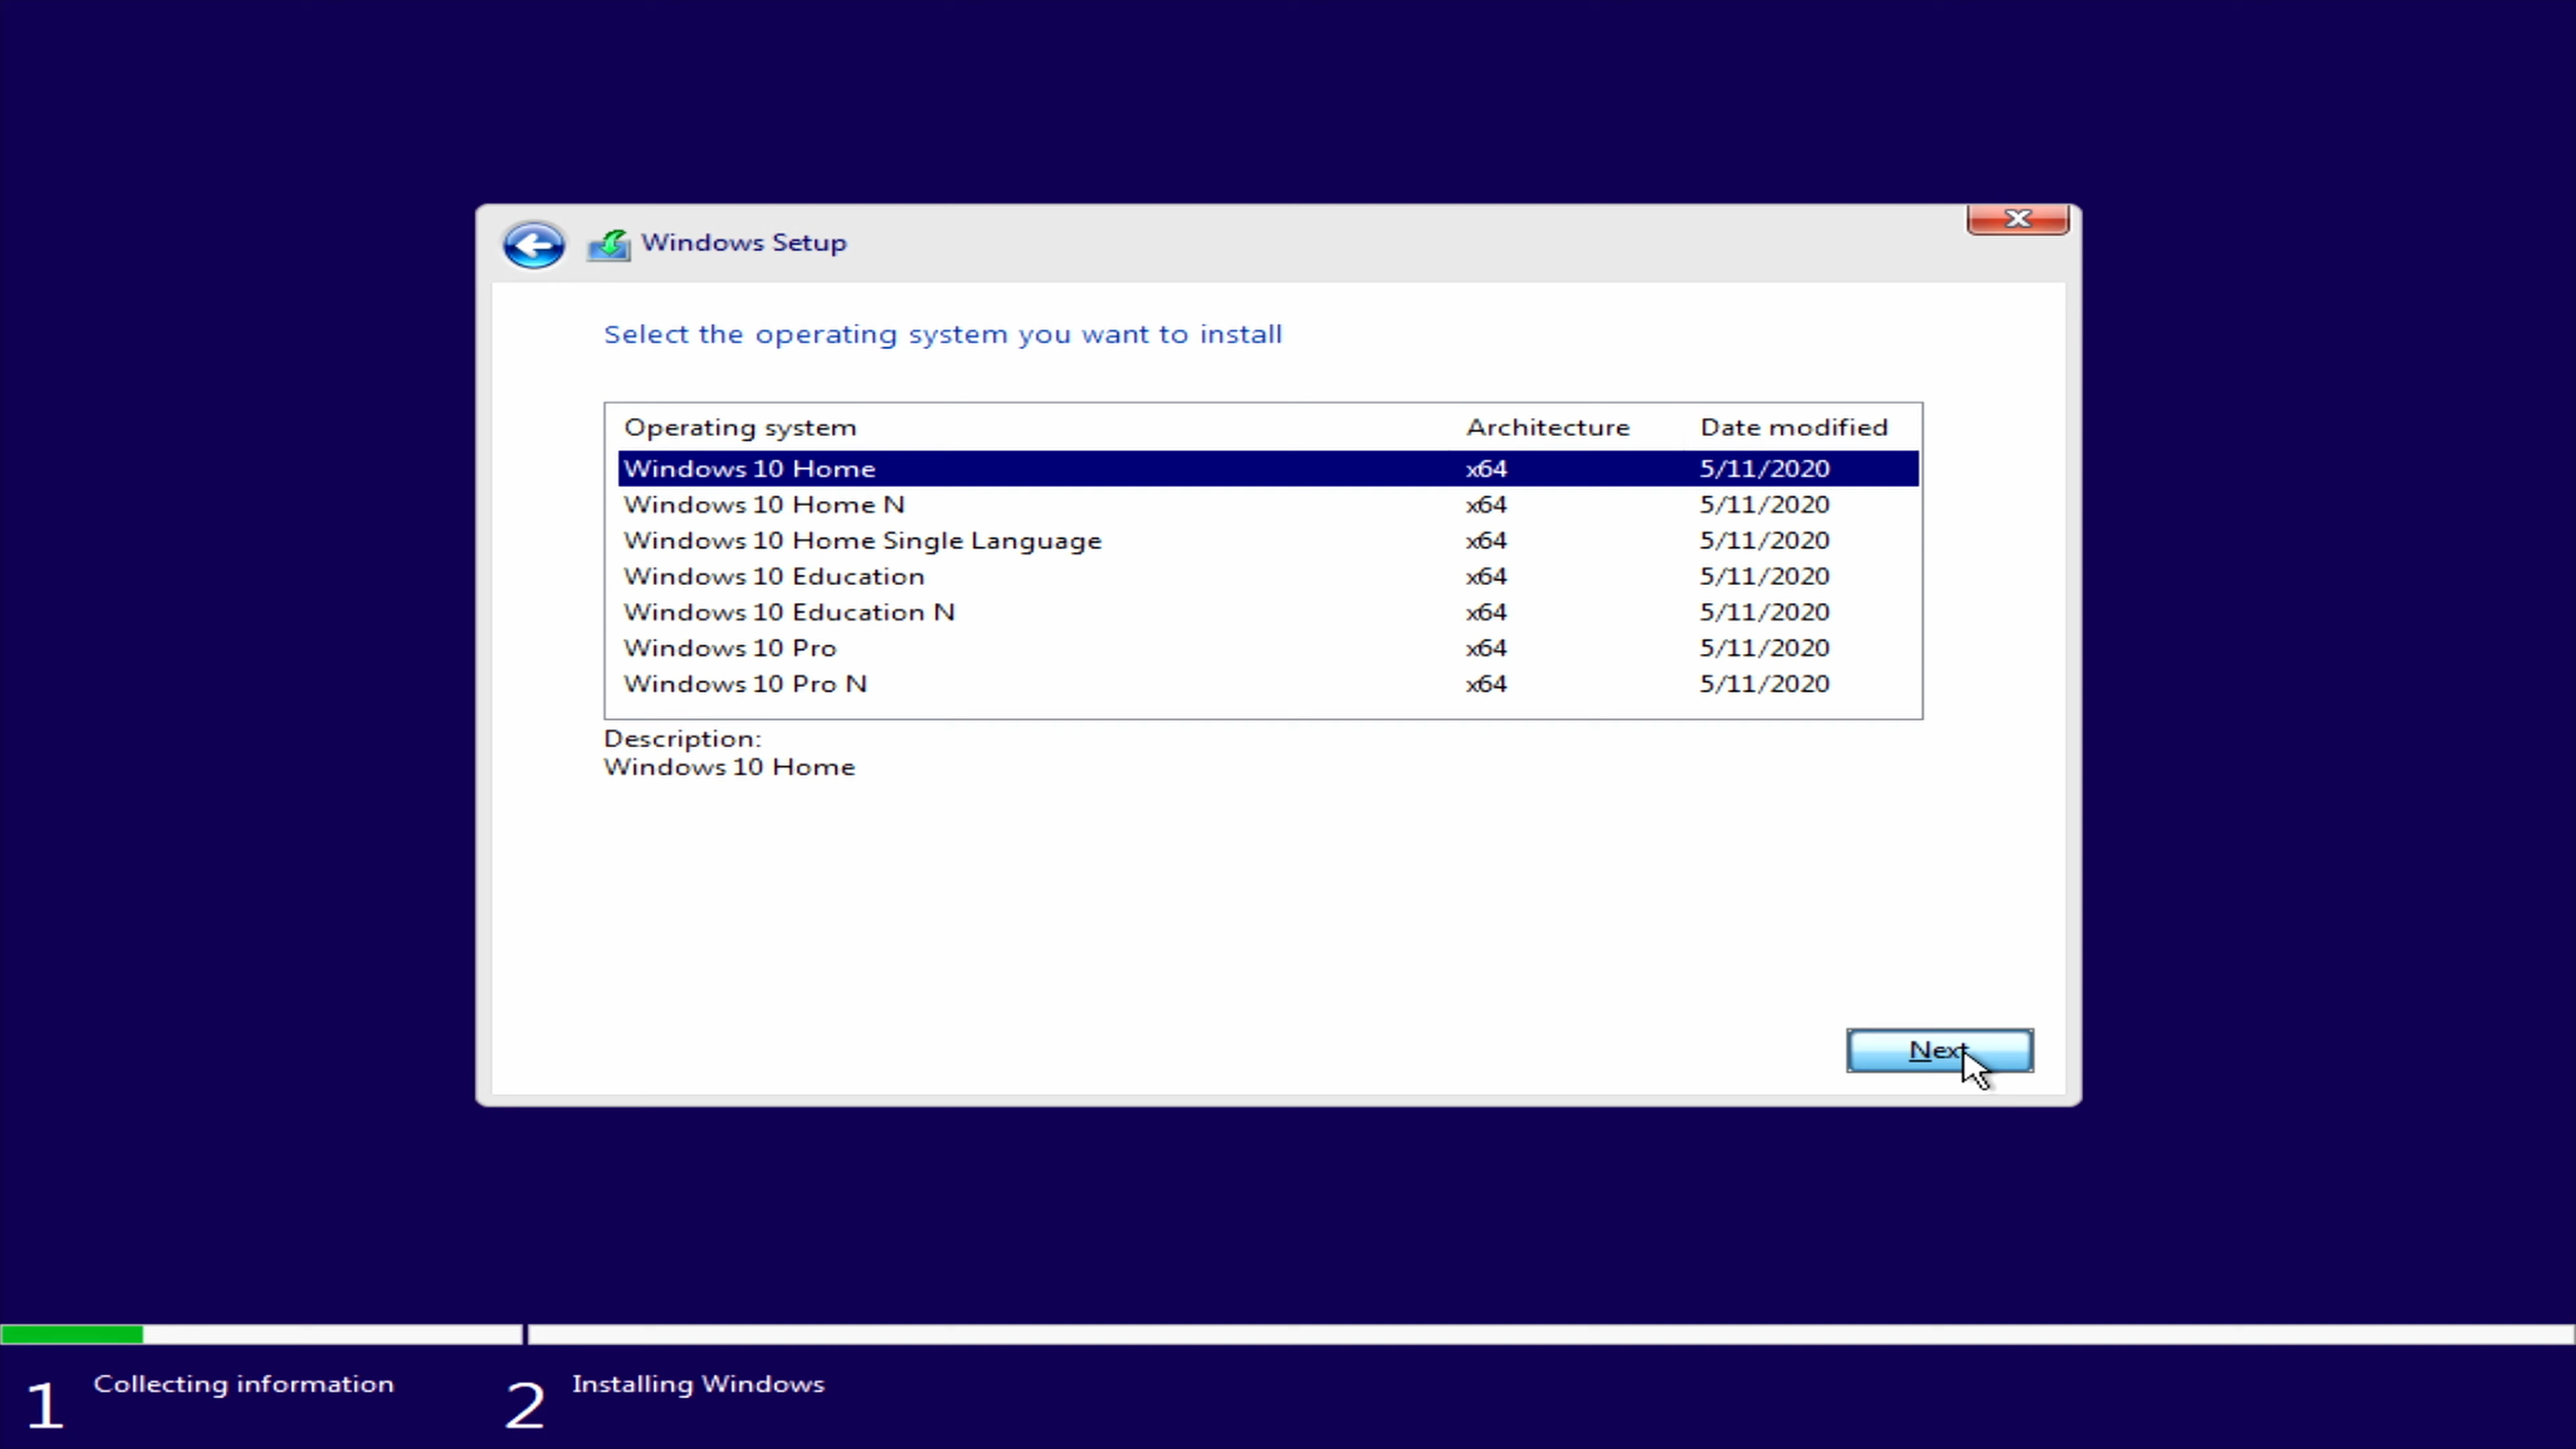 Windows Setup
Select the operating system you want to install
Operating system Architecture Date modified
Windows 10 Home x64 5/11/2020
Windows 10 Home N x64 5/11/2020
Windows 10 Home Single Language x64 5/11/2020
Windows 10 Education x64 5/11/2020
Windows 10 Education N x64 5/11/2020
Windows 10 Pro x64 5/11/2020
Windows 10 Pro N x64 5/11/2020
Description:
Windows 10 Home
Next
1 Collecting information 2 Installing Windows